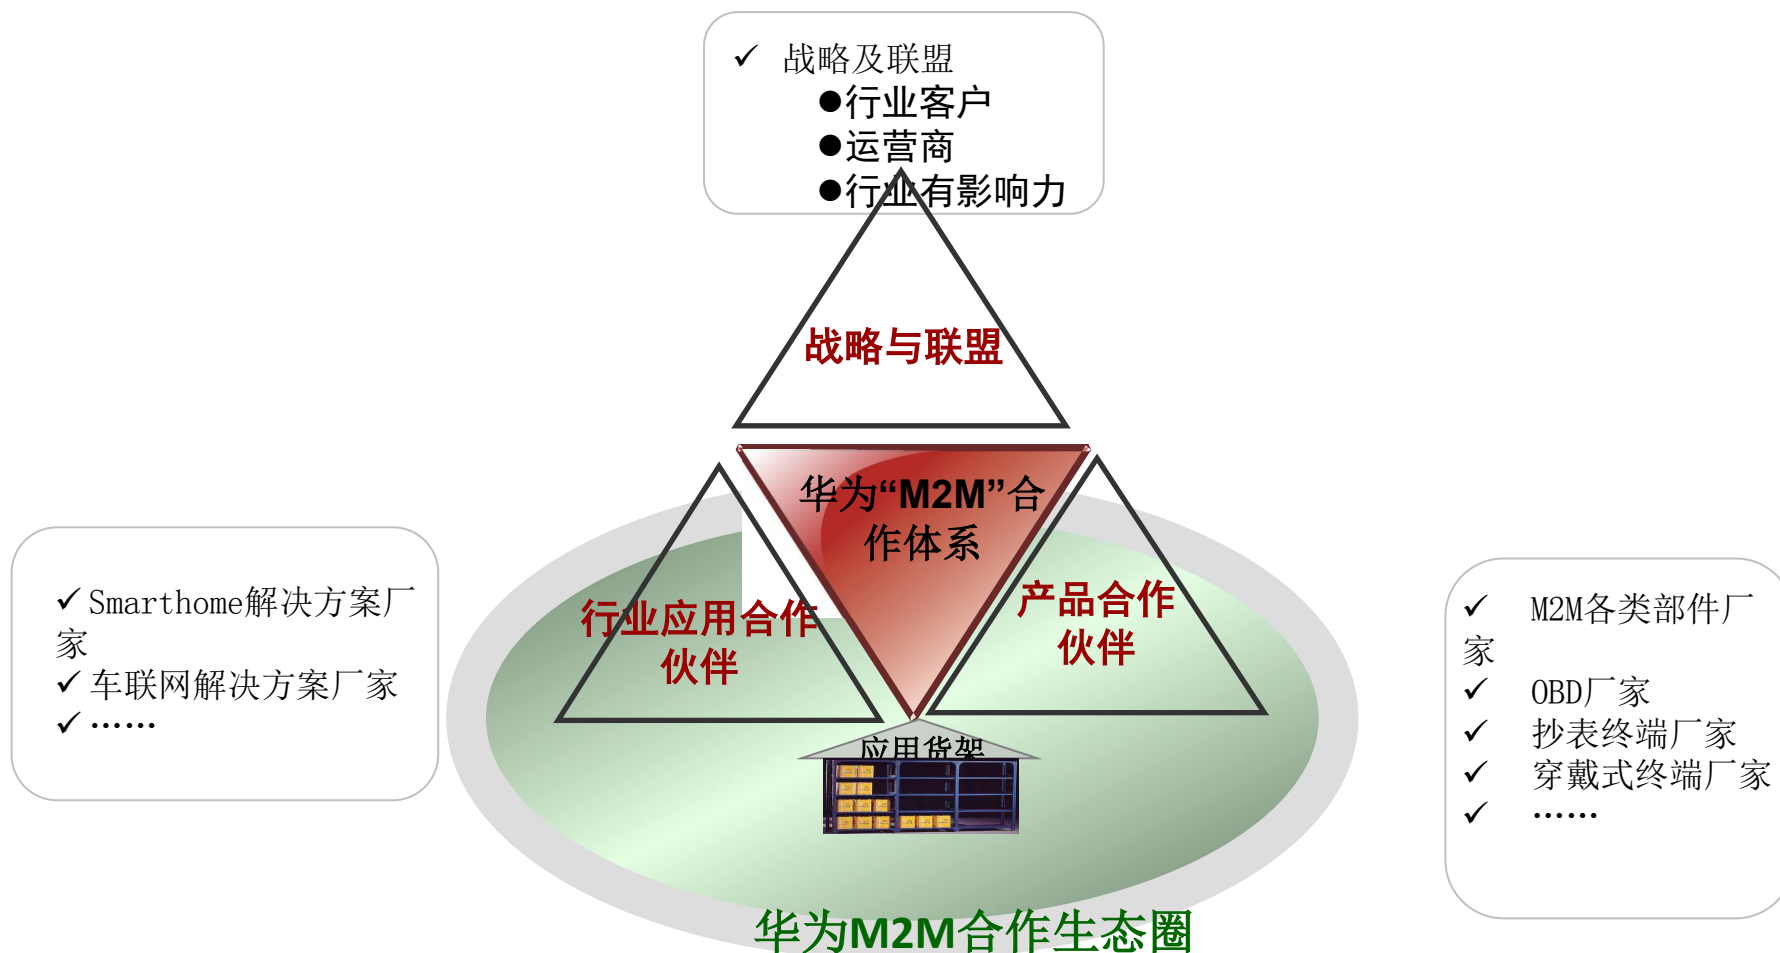 ✓ 战略及联盟
●行业客户
●运营商
●行业有影响力
战略与联盟
华为“M2M”合
作体系
行业应用合作
伙伴
产品合作
伙伴
✓ Smarthome解决方案厂
家
✓ 车联网解决方案厂家
✓ ……
✓ M2M各类部件厂
家
✓ OBD厂家
✓ 抄表终端厂家
✓ 穿戴式终端厂家
✓ ……
应用货架
华为M2M合作生态圈